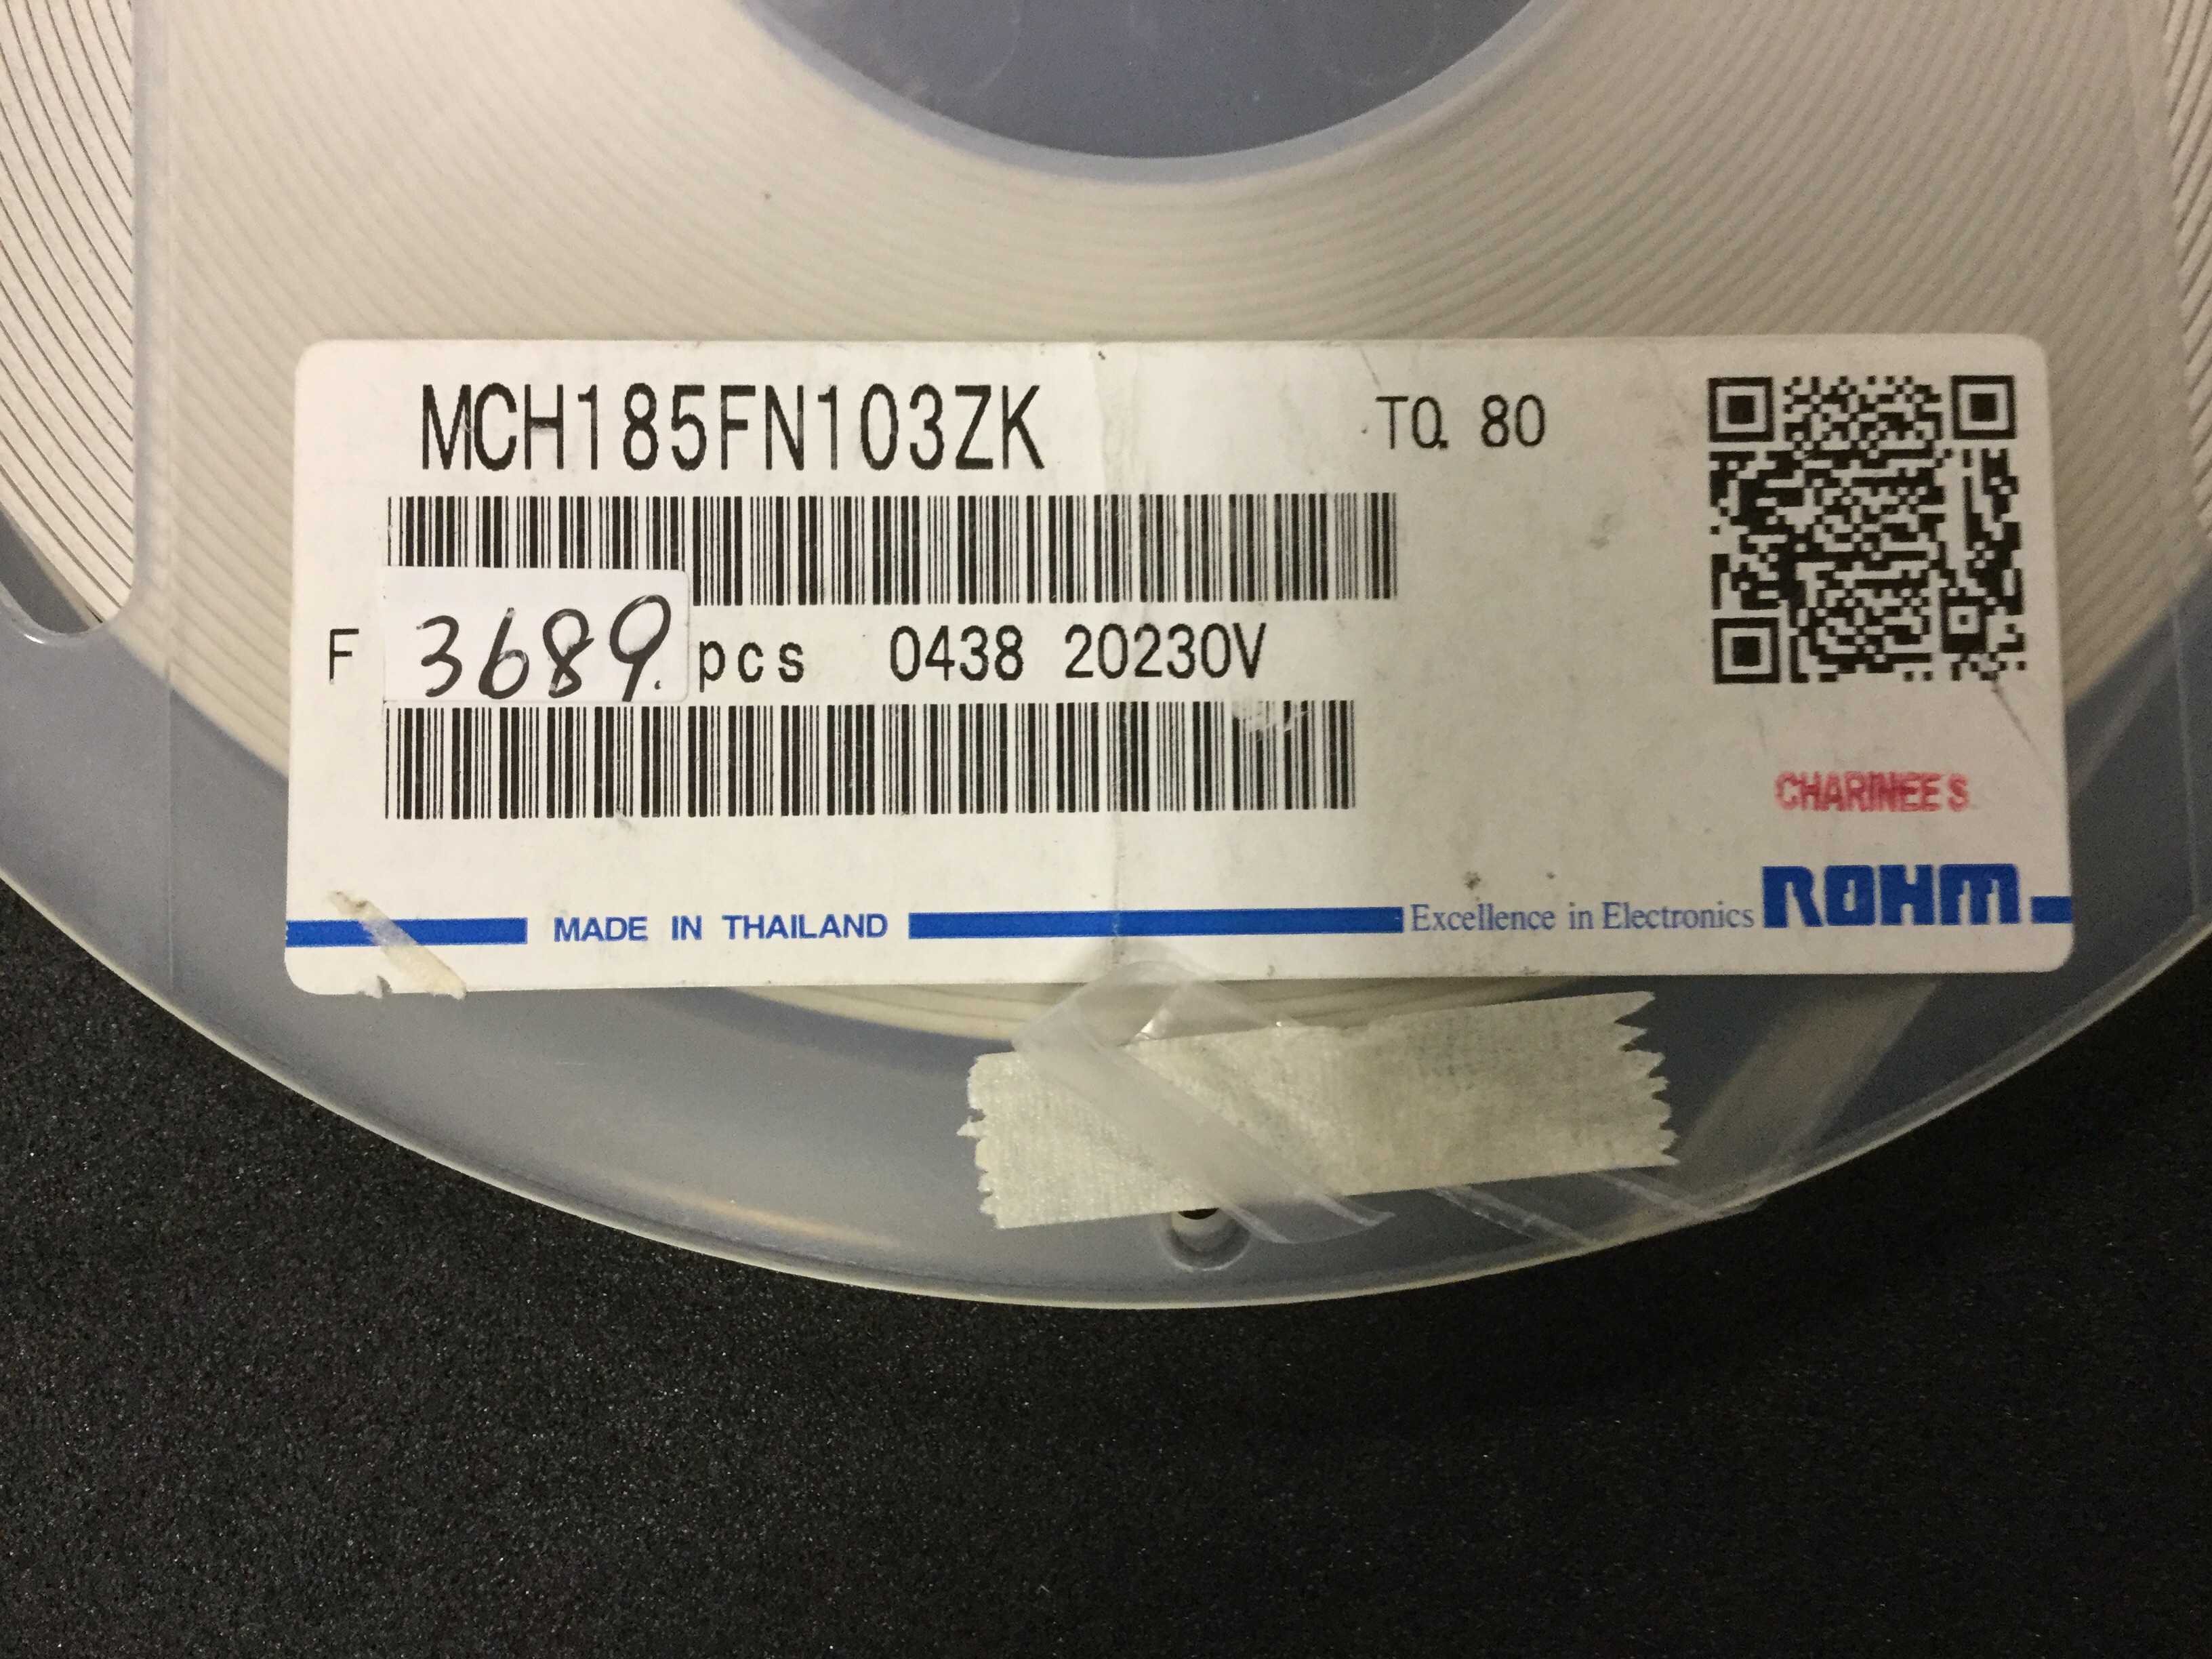 MCH185FN103ZK
TQ. 80
F 3689. pcs 0438 20230V
CHARINEE S.
MADE IN THAILAND
Excellence in Electronics ROHM